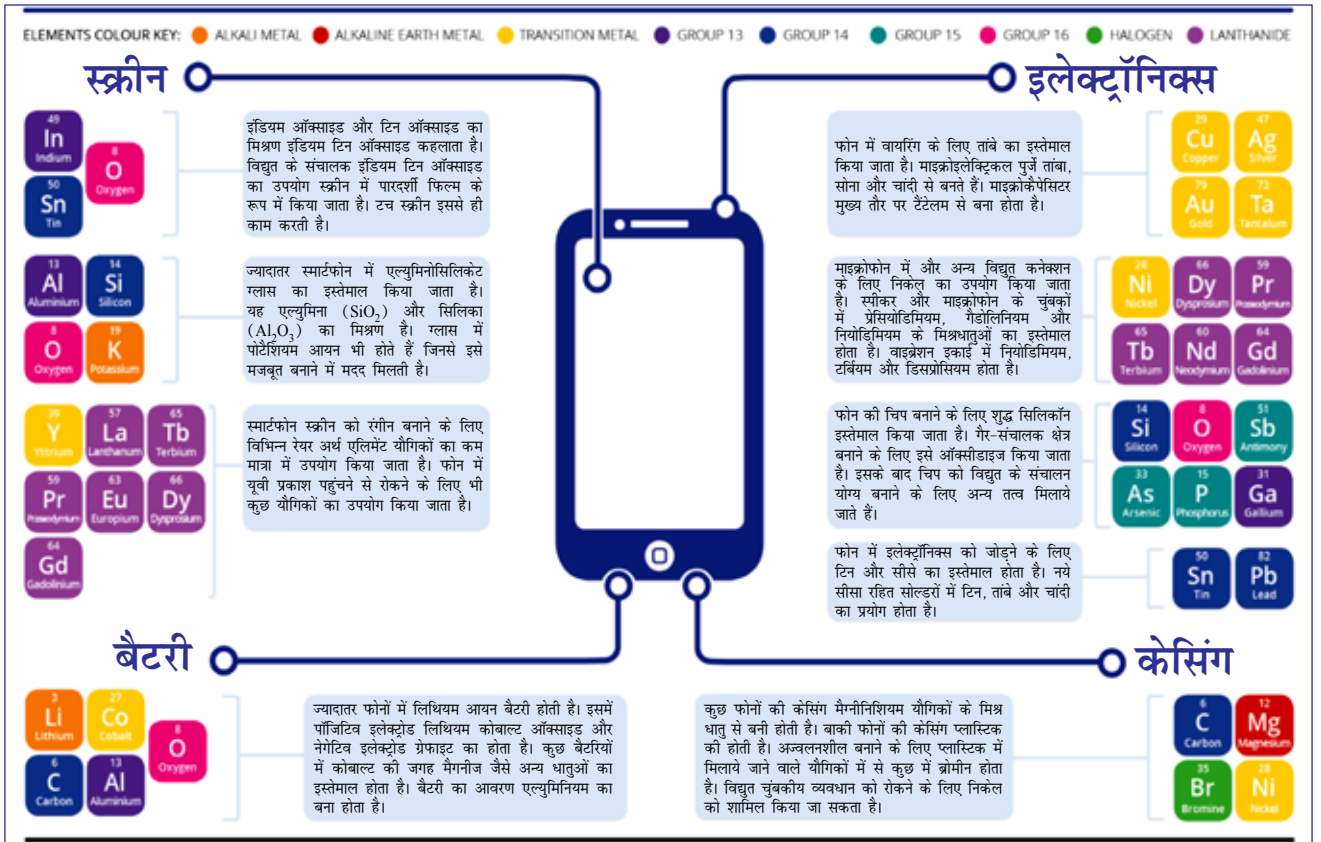 ELEMENTS COLOUR KEY: ALKALI METAL ALKALINE EARTH METAL TRANSITION METAL GROUP 13 GROUP 14 GROUP 15 GROUP 16 HALOGEN LANTHANIDE
स्क्रीन
49
In
Indium
8
O
Oxygen
50
Sn
Tin
इंडियम ऑक्साइड और टिन ऑक्साइड का
मिश्रण इंडियम टिन ऑक्साइड कहलाता है।
विद्युत के संचालक इंडियम टिन ऑक्साइड
का उपयोग स्क्रीन में पारदर्शी फिल्म के
रूप में किया जाता है। टच स्क्रीन इससे ही
काम करती है।
13
Al
Aluminium
14
Si
Silicon
8
O
Oxygen
19
K
Potassium
ज्यादातर स्मार्टफोन में एल्युमिनोसिलिकेट
ग्लास का इस्तेमाल किया जाता है।
यह एल्युमिना (SiO₂) और सिलिका
(Al₂O₃) का मिश्रण है। ग्लास में
पोटैशियम आयन भी होते हैं जिनसे इसे
मजबूत बनाने में मदद मिलती है।
39
Y
Yttrium
57
La
Lanthanum
65
Tb
Terbium
59
Pr
Praseodymium
63
Eu
Europium
66
Dy
Dysprosium
64
Gd
Gadolinium
स्मार्टफोन स्क्रीन को रंगीन बनाने के लिए
विभिन्न रेयर अर्थ एलिमेंट यौगिकों का कम
मात्रा में उपयोग किया जाता है। फोन में
यूवी प्रकाश पहुंचने से रोकने के लिए भी
कुछ यौगिकों का उपयोग किया जाता है।
इलेक्ट्रॉनिक्स
फोन में वायरिंग के लिए तांबे का इस्तेमाल
किया जाता है। माइक्रोइलेक्ट्रिकल पुर्जे तांबा,
सोना और चांदी से बनते हैं। माइक्रोकैपेसिटर
मुख्य तौर पर टैंटेलम से बना होता है।
29
Cu
Copper
47
Ag
Silver
79
Au
Gold
73
Ta
Tantalum
माइक्रोफोन में और अन्य विद्युत कनेक्शन
के लिए निकेल का उपयोग किया जाता
है। स्पीकर और माइक्रोफोन के चुंबकों
में प्रेसियोडिमियम, गैडोलिनियम और
नियोडिमियम के मिश्रधातुओं का इस्तेमाल
होता है। वाइब्रेशन इकाई में नियोडिमियम,
टर्बियम और डिसप्रोसियम होता है।
28
Ni
Nickel
66
Dy
Dysprosium
59
Pr
Praseodymium
65
Tb
Terbium
60
Nd
Neodymium
64
Gd
Gadolinium
फोन की चिप बनाने के लिए शुद्ध सिलिकॉन
इस्तेमाल किया जाता है। गैर-संचालक क्षेत्र
बनाने के लिए इसे ऑक्सीडाइज किया जाता
है। इसके बाद चिप को विद्युत के संचालन
योग्य बनाने के लिए अन्य तत्व मिलाये
जाते हैं।
14
Si
Silicon
8
O
Oxygen
51
Sb
Antimony
33
As
Arsenic
15
P
Phosphorus
31
Ga
Gallium
फोन में इलेक्ट्रॉनिक्स को जोड़ने के लिए
टिन और सीसे का इस्तेमाल होता है। नये
सीसा रहित सोल्डरों में टिन, तांबे और चांदी
का प्रयोग होता है।
50
Sn
Tin
82
Pb
Lead
बैटरी
3
Li
Lithium
27
Co
Cobalt
8
O
Oxygen
6
C
Carbon
13
Al
Aluminium
ज्यादातर फोनों में लिथियम आयन बैटरी होती है। इसमें
पॉजिटिव इलेक्ट्रोड लिथियम कोबाल्ट ऑक्साइड और
नेगेटिव इलेक्ट्रोड ग्रेफाइट का होता है। कुछ बैटरियों
में कोबाल्ट की जगह मैगनीज जैसे अन्य धातुओं का
इस्तेमाल होता है। बैटरी का आवरण एल्युमिनियम का
बना होता है।
केसिंग
कुछ फोनों की केसिंग मैग्नीनिशियम यौगिकों के मिश्र
धातु से बनी होती है। बाकी फोनों की केसिंग प्लास्टिक
की होती है। अज्वलनशील बनाने के लिए प्लास्टिक में
मिलाये जाने वाले यौगिकों में से कुछ में ब्रोमीन होता
है। विद्युत चुंबकीय व्यवधान को रोकने के लिए निकेल
को शामिल किया जा सकता है।
6
C
Carbon
12
Mg
Magnesium
35
Br
Bromine
28
Ni
Nickel